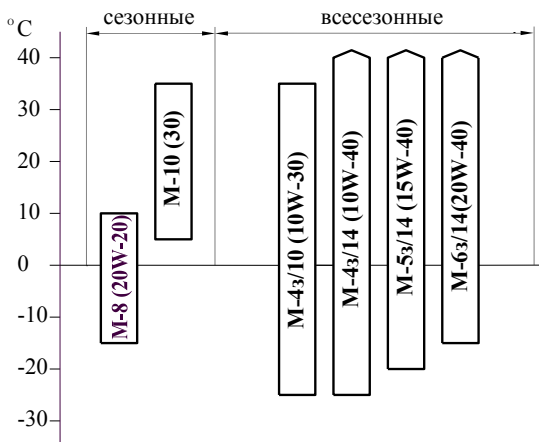 °C
сезонные
всесезонные
40
30
20
10
0
-10
-20
-30
М-8 (20W-20)
М-10 (30)
М-4з/10 (10W-30)
М-4з/14 (10W-40)
М-5з/14 (15W-40)
М-6з/14(20W-40)